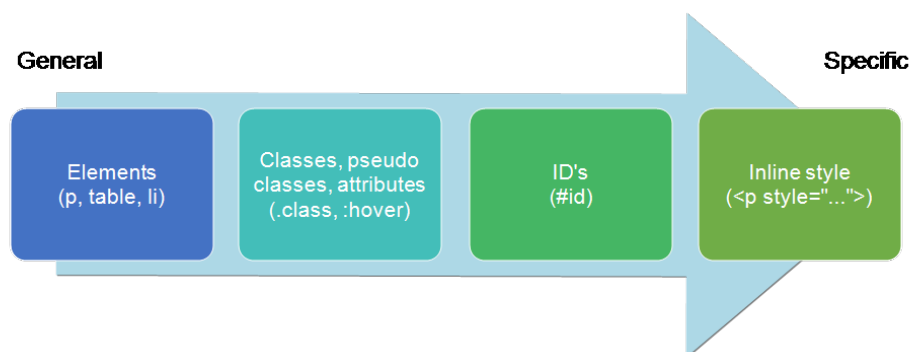 General
Specific
Elements
(p, table, li)
Classes, pseudo
classes, attributes
(.class, :hover)
ID's
(#id)
Inline style
(<p style="...">)